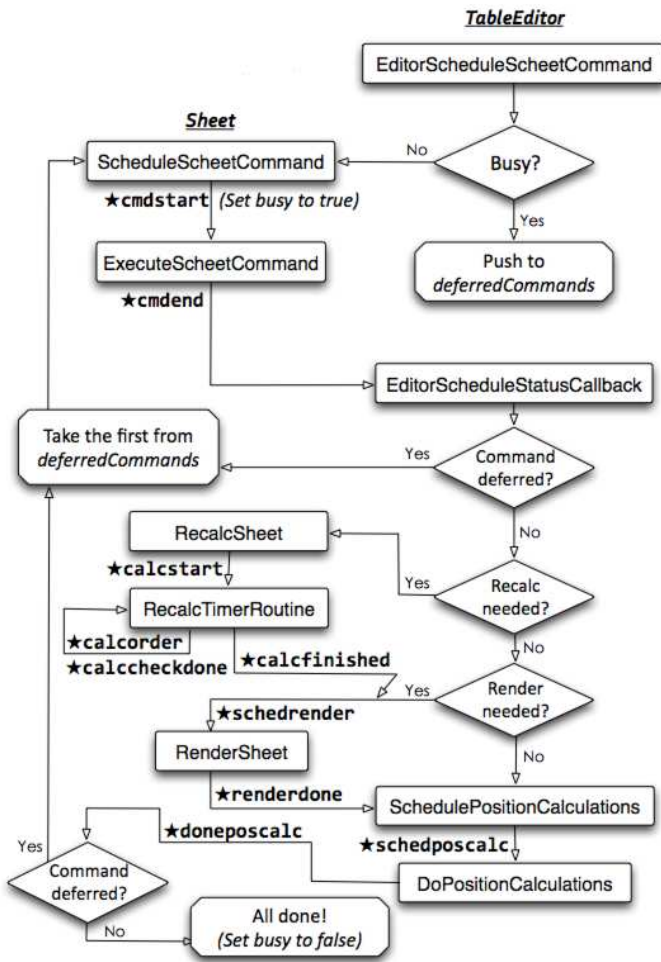 TableEditor
EditorScheduleScheetCommand
Sheet
ScheduleScheetCommand
No
Busy?
★cmdstart (Set busy to true)
Yes
ExecuteScheetCommand
Push to
deferredCommands
★cmdend
EditorScheduleStatusCallback
Take the first from
deferredCommands
Yes
Command
deferred?
No
RecalcSheet
★calcstart
Yes
Recalc
needed?
RecalcTimerRoutine
★calcorder
★calccheckdone
★calcfinished
No
Yes
Render
needed?
★schedrender
RenderSheet
No
★renderdone
SchedulePositionCalculations
★doneposcalc
★schedposcalc
Yes
Command
deferred?
DoPositionCalculations
No
All done!
(Set busy to false)